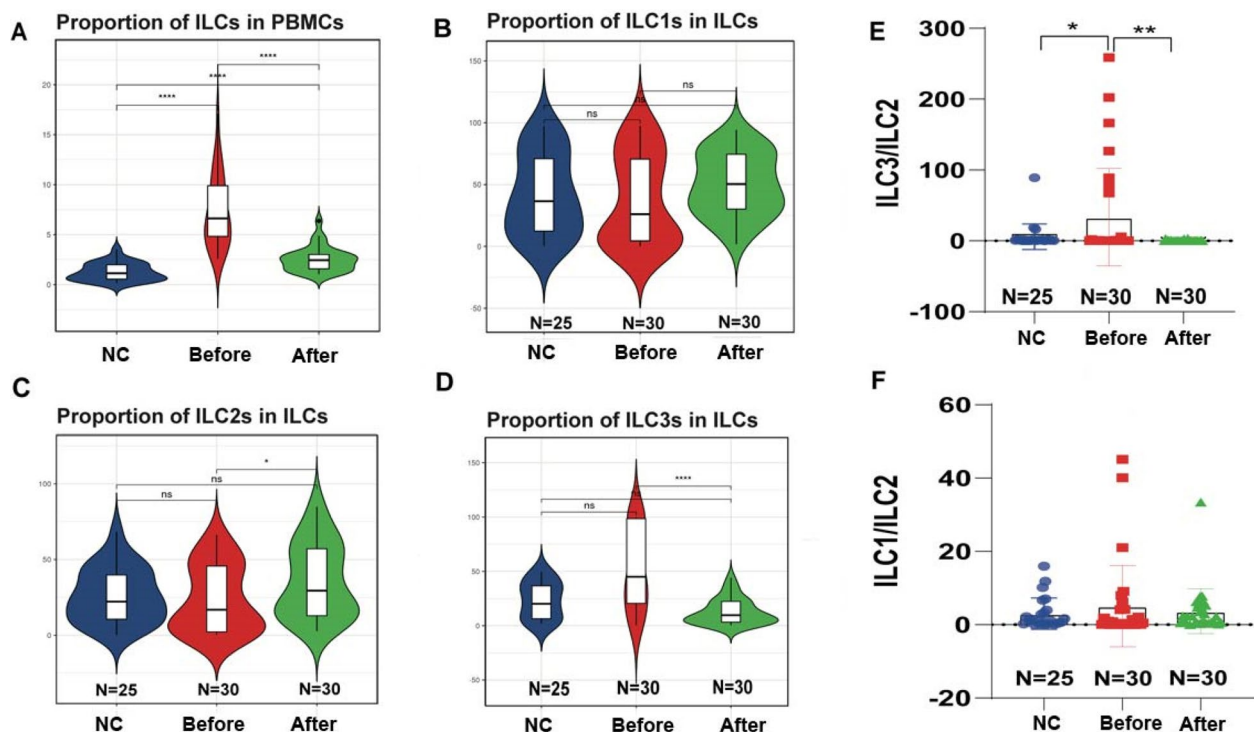 A
Proportion of ILCs in PBMCs
20
15
10
5
0
****
****
****
NC Before After
B
Proportion of ILC1s in ILCs
150
100
50
0
50
ns
ns
ns
N=25 N=30 N=30
NC Before After
E
ILC3/ILC2
300
200
100
0
-100
* **
N=25 N=30 N=30
NC Before After
C
Proportion of ILC2s in ILCs
100
50
0
*
ns
ns
N=25 N=30 N=30
NC Before After
D
Proportion of ILC3s in ILCs
150
100
50
0
-50
****
ns
ns
N=25 N=30 N=30
NC Before After
F
ILC1/ILC2
60
40
20
0
-20
N=25 N=30 N=30
NC Before After